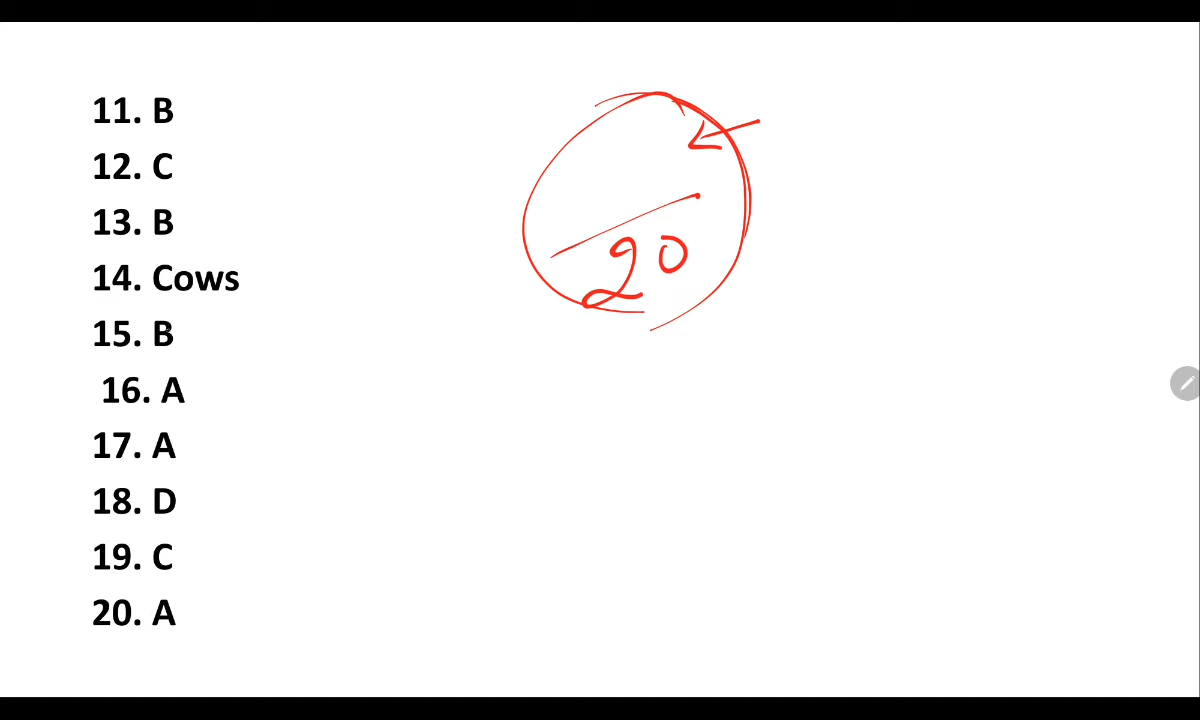 11. B
12. C
13. B
14. Cows
15. B
16. A
17. A
18. D
19. C
20. A
20